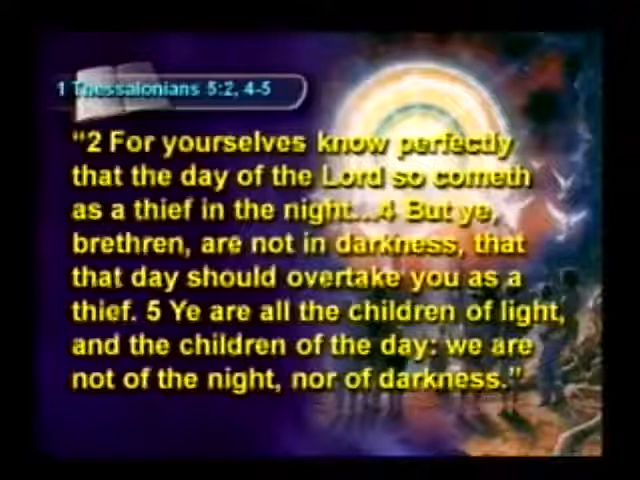 1 Thessalonians 5:2, 4-5
"2 For yourselves know perfectly
that the day of the Lord so cometh
as a thief in the night...4 But ye,
brethren, are not in darkness, that
that day should overtake you as a
thief. 5 Ye are all the children of light,
and the children of the day: we are
not of the night, nor of darkness."